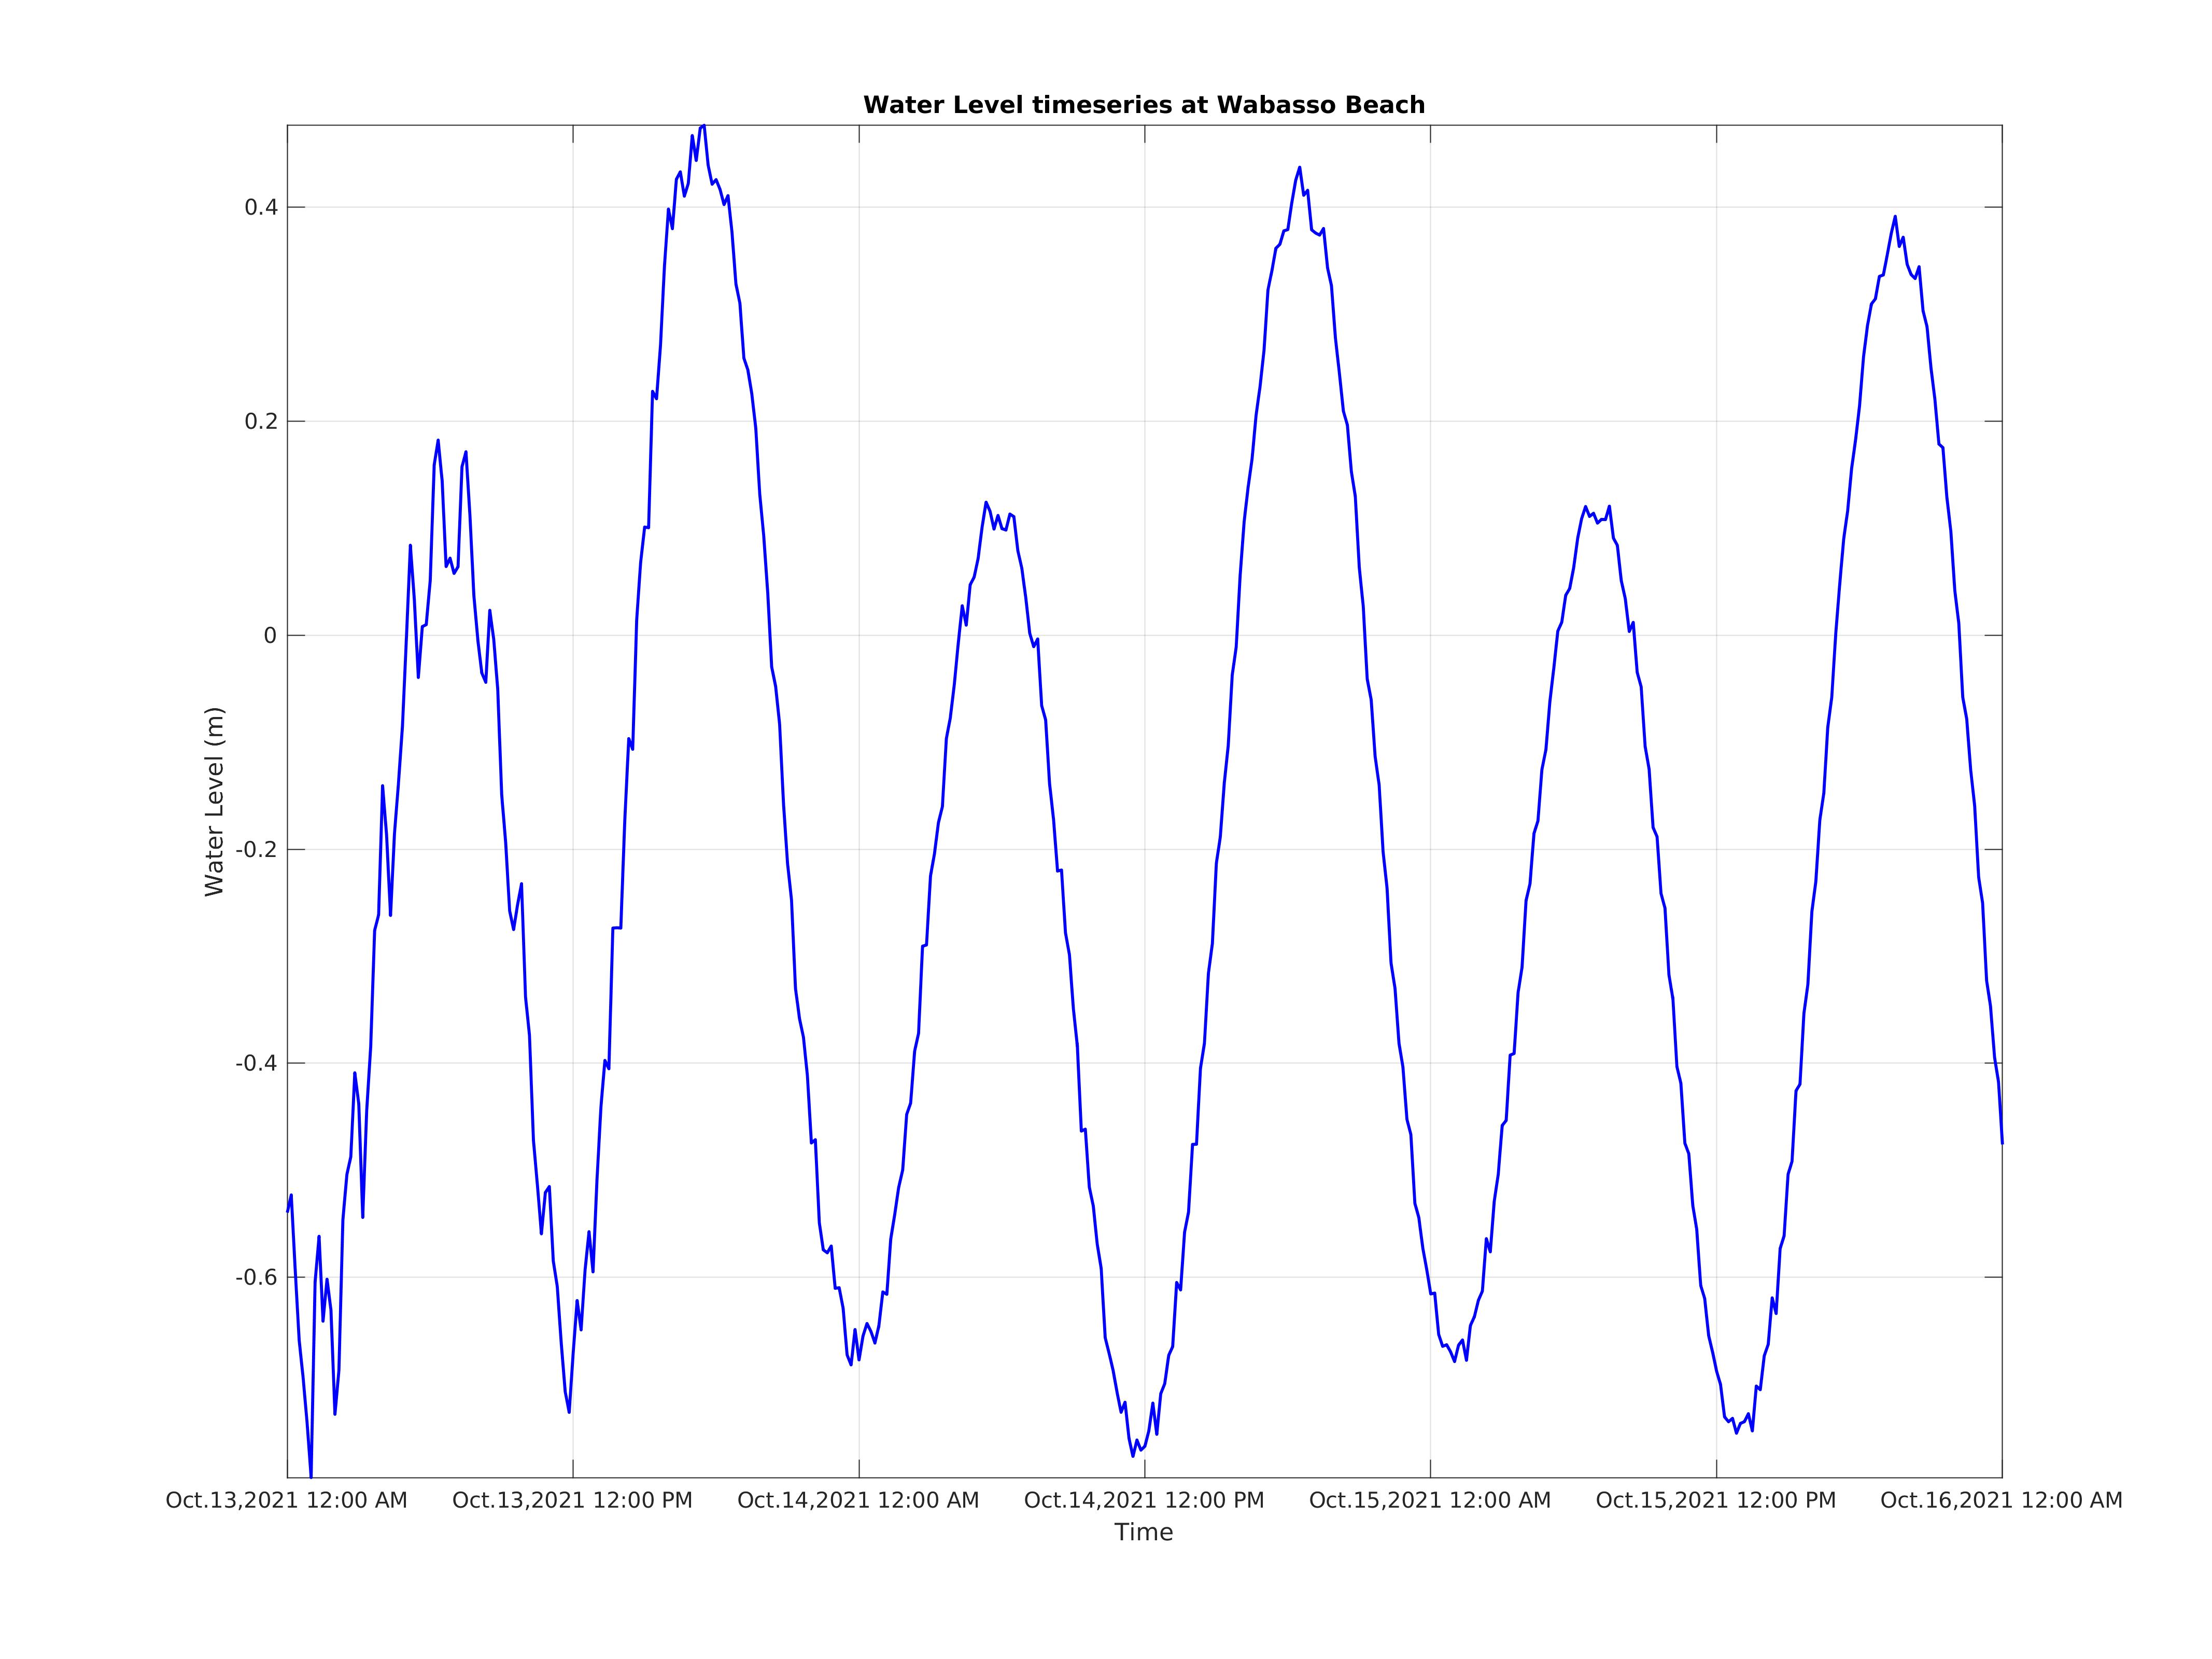 Water Level timeseries at Wabasso Beach
0.4
0.2
0
-0.2
-0.4
-0.6
Water Level (m)
Oct.13,2021 12:00 AM Oct.13,2021 12:00 PM Oct.14,2021 12:00 AM Oct.14,2021 12:00 PM Oct.15,2021 12:00 AM Oct.15,2021 12:00 PM Oct.16,2021 12:00 AM
Time